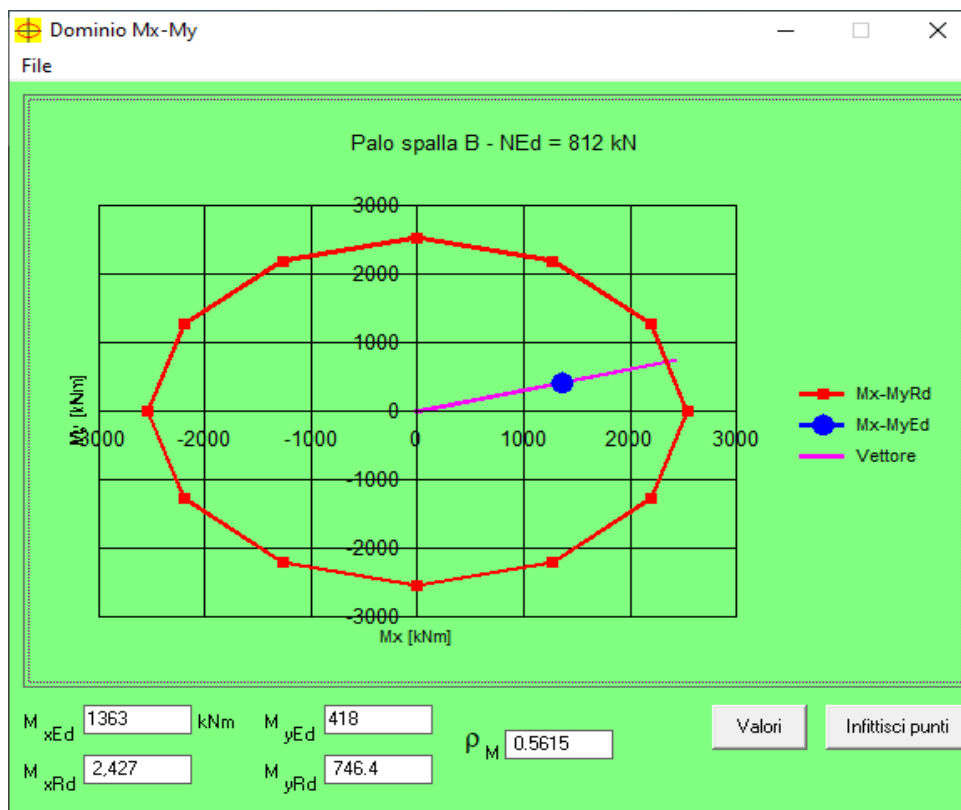 Dominio Mx-My
File
Palo spalla B - NEd = 812 kN
3000
2000
1000
0
-3000 -2000 -1000 0 1000 2000 3000
-1000
-2000
-3000
My [kNm]
Mx [kNm]
Mx-MyRd
Mx-MyEd
Vettore
M xEd 1363 kNm M yEd 418
M xRd 2,427 M yRd 746.4
ρ M 0.5615
Valori Infittisci punti